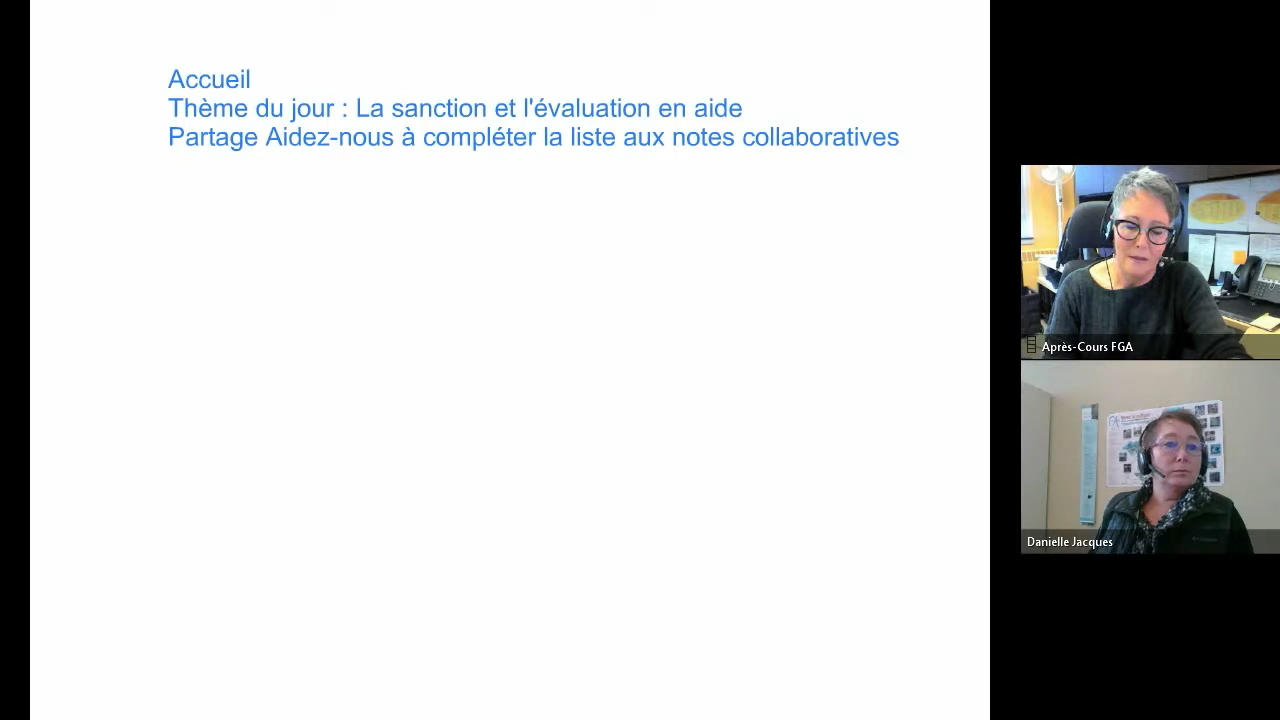 Accueil
Thème du jour : La sanction et l'évaluation en aide
Partage Aidez-nous à compléter la liste aux notes collaboratives
Après-Cours FGA
Danielle Jacques